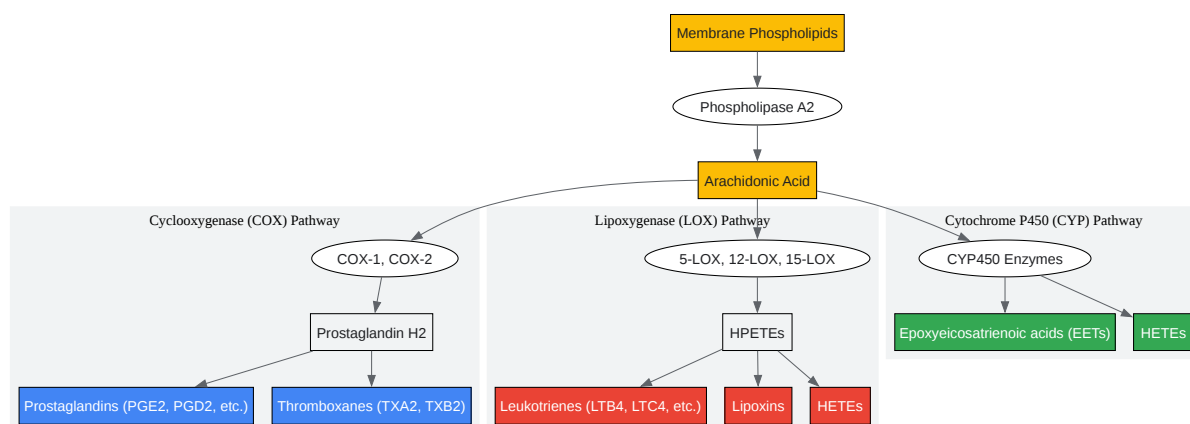 Membrane Phospholipids
Phospholipase A2
Arachidonic Acid
Cyclooxygenase (COX) Pathway
Lipoxygenase (LOX) Pathway
Cytochrome P450 (CYP) Pathway
COX-1, COX-2
5-LOX, 12-LOX, 15-LOX
CYP450 Enzymes
Prostaglandin H2
HPETEs
Epoxyeicosatrienoic acids (EETs)
HETEs
Prostaglandins (PGE2, PGD2, etc.)
Thromboxanes (TXA2, TXB2)
Leukotrienes (LTB4, LTC4, etc.)
Lipoxins
HETEs